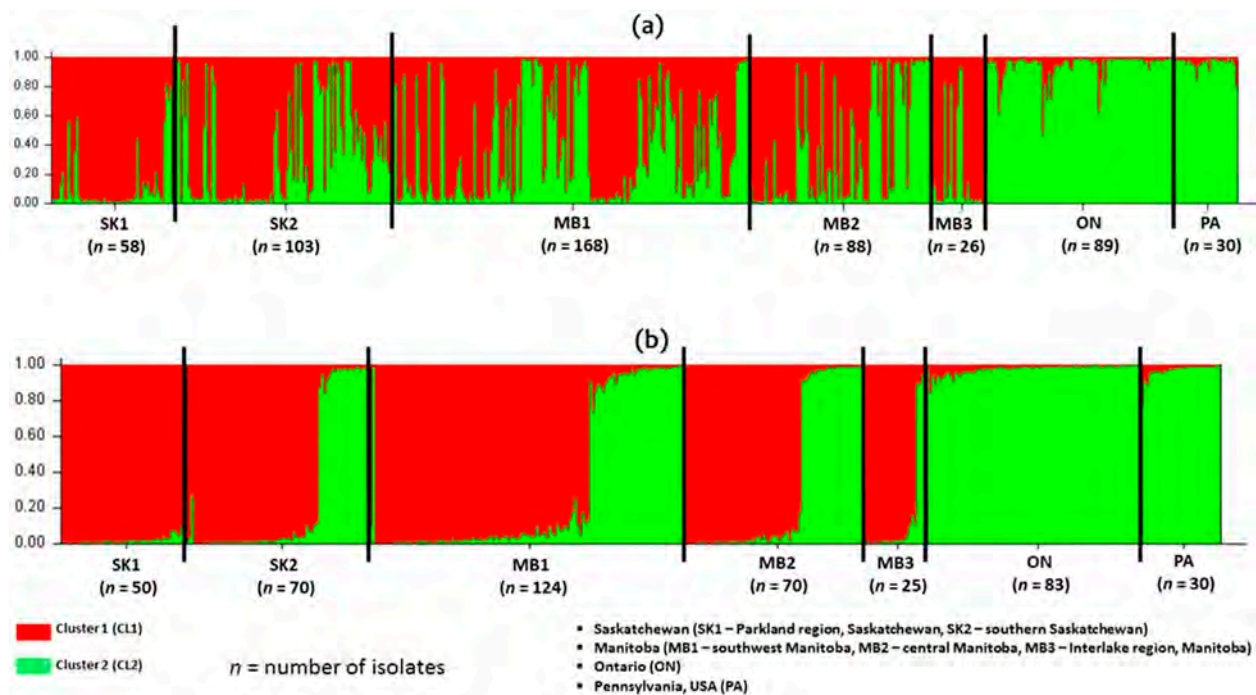 (a)
1.00
0.80
0.60
0.40
0.20
0.00
SK1 SK2 MB1 MB2 MB3 ON PA
(n = 58) (n = 103) (n = 168) (n = 88) (n = 26) (n = 89) (n = 30)
(b)
1.00
0.80
0.60
0.40
0.20
0.00
SK1 SK2 MB1 MB2 MB3 ON PA
(n = 50) (n = 70) (n = 124) (n = 70) (n = 25) (n = 83) (n = 30)
Cluster 1 (CL1)
Cluster 2 (CL2)
n = number of isolates
▪ Saskatchewan (SK1 – Parkland region, Saskatchewan, SK2 – southern Saskatchewan)
▪ Manitoba (MB1 – southwest Manitoba, MB2 – central Manitoba, MB3 – Interlake region, Manitoba)
▪ Ontario (ON)
▪ Pennsylvania, USA (PA)